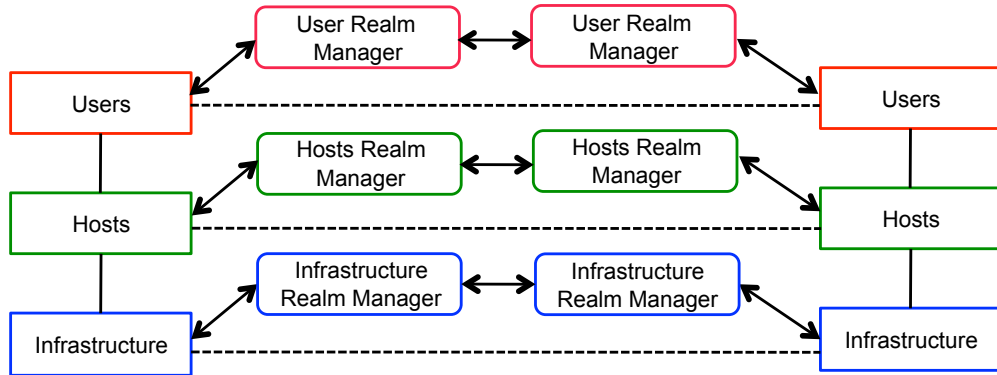 User Realm
Manager
User Realm
Manager
Users
Users
Hosts Realm
Manager
Hosts Realm
Manager
Hosts
Hosts
Infrastructure
Realm Manager
Infrastructure
Realm Manager
Infrastructure
Infrastructure